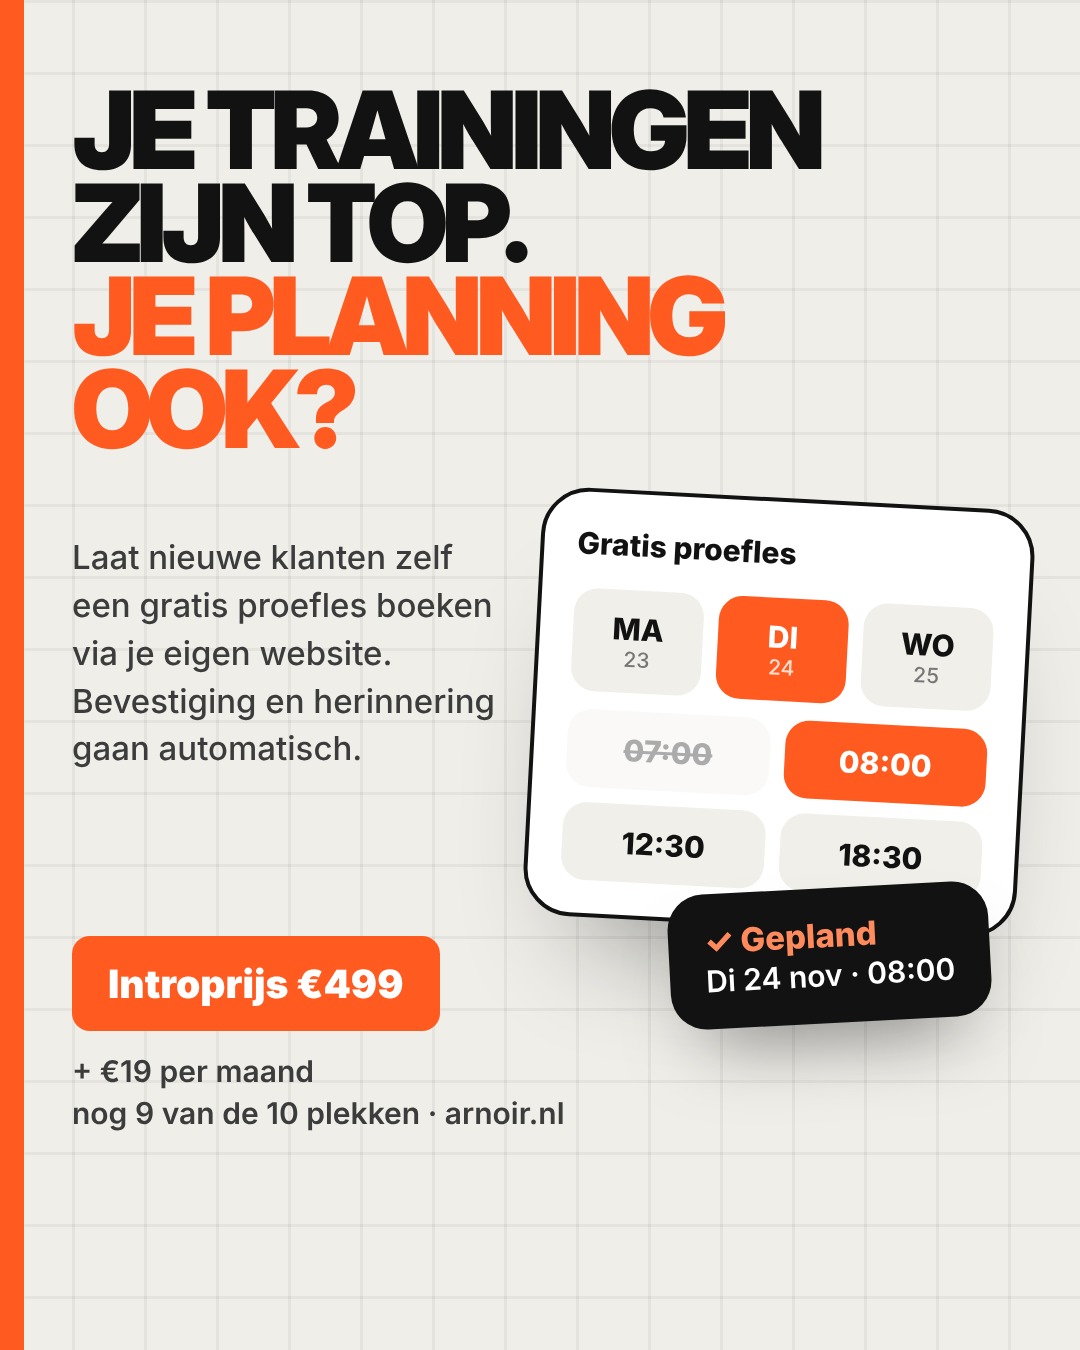 JE TRAININGEN
ZIJN TOP.
JE PLANNING
OOK?
Laat nieuwe klanten zelf
een gratis proefles boeken
via je eigen website.
Bevestiging en herinnering
gaan automatisch.
Gratis proefles
MA DI WO
23 24 25
07:00 08:00
12:30 18:30
✓ Gepland
Di 24 nov · 08:00
Introprijs €499
+ €19 per maand
nog 9 van de 10 plekken · arnoir.nl